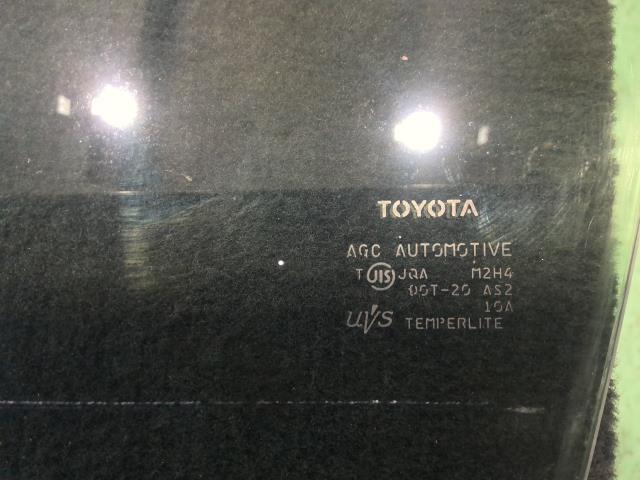 TOYOTA
AGC AUTOMOTIVE
T JIS JQA M2H4
DOT-20 AS2
10A
UVS TEMPERLITE